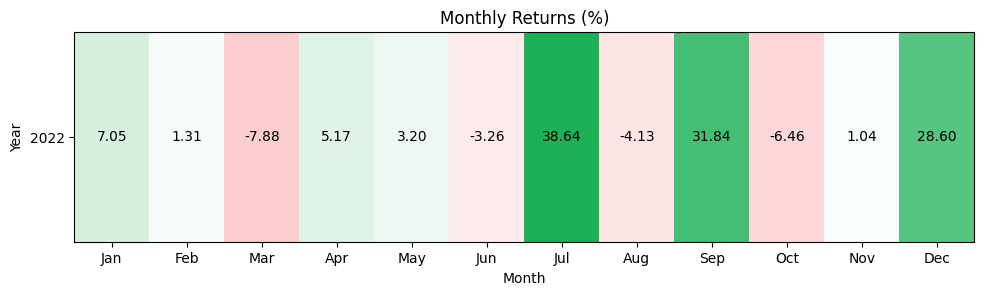 Monthly Returns (%)
Year
2022
7.05 1.31 -7.88 5.17 3.20 -3.26 38.64 -4.13 31.84 -6.46 1.04 28.60
Jan Feb Mar Apr May Jun Jul Aug Sep Oct Nov Dec
Month